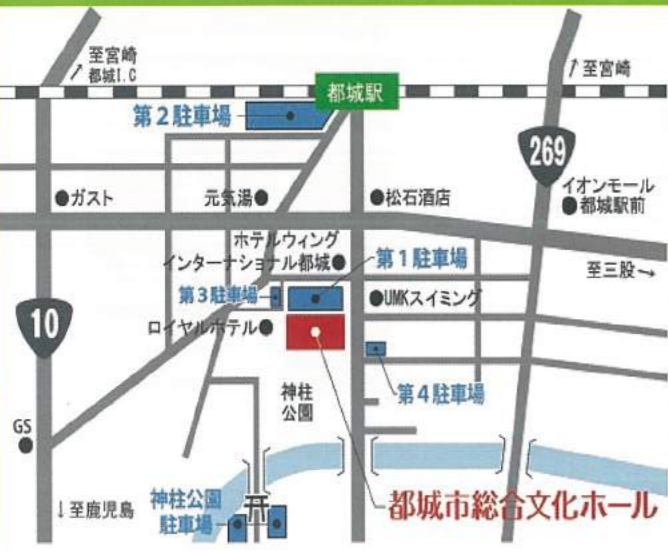 至宮崎
都城I.C
都城駅
至宮崎
第2駐車場
269
ガスト
元気湯
松石酒店
イオンモール
都城駅前
ホテルウィング
インターナショナル都城
第1駐車場
至三股
第3駐車場
UMKスイミング
10
ロイヤルホテル
神柱
公園
第4駐車場
GS
至鹿児島
神柱公園
駐車場
都城市総合文化ホール